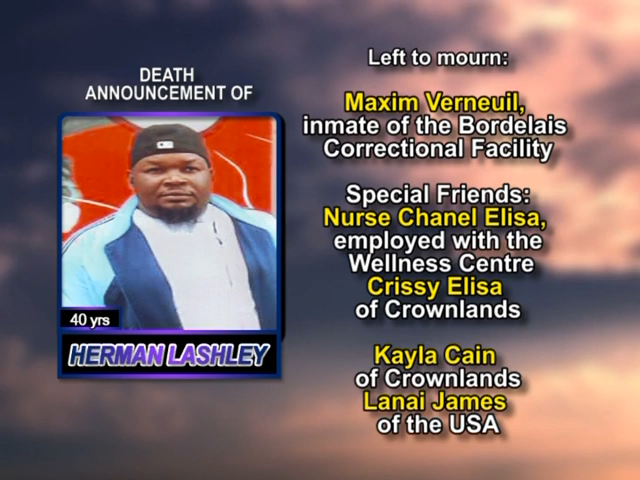 DEATH
ANNOUNCEMENT OF
40 yrs
HERMAN LASHLEY
Left to mourn:
Maxim Verneuil,
inmate of the Bordelais
Correctional Facility
Special Friends:
Nurse Chanel Elisa,
employed with the
Wellness Centre
Crissy Elisa
of Crownlands
Kayla Cain
of Crownlands
Lanai James
of the USA